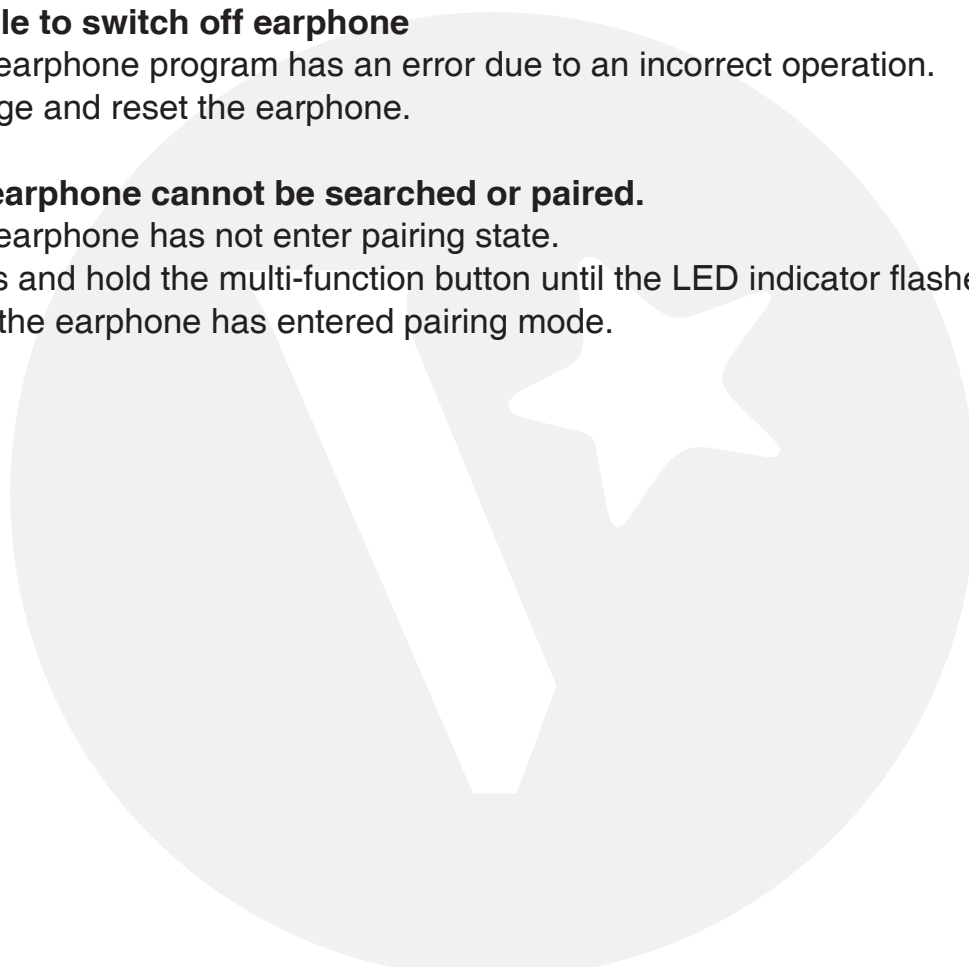 le to switch off earphone
earphone program has an error due to an incorrect operation.
ge and reset the earphone.
earphone cannot be searched or paired.
earphone has not enter pairing state.
s and hold the multi-function button until the LED indicator flashe
the earphone has entered pairing mode.